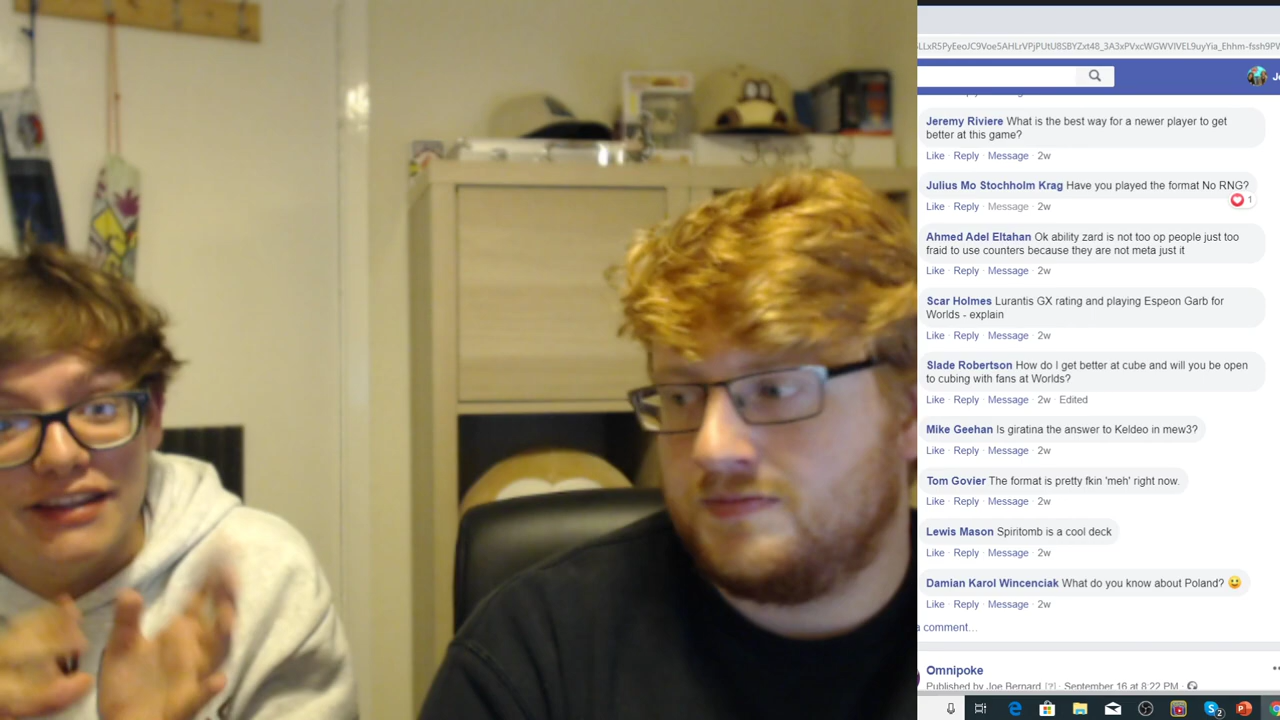 Jeremy Riviere What is the best way for a newer player to get
better at this game?
Like · Reply · Message · 2w
Julius Mo Stochholm Krag Have you played the format No RNG?
1
Like · Reply · Message · 2w
Ahmed Adel Eltahan Ok ability zard is not too op people just too
fraid to use counters because they are not meta just it
Like · Reply · Message · 2w
Scar Holmes Lurantis GX rating and playing Espeon Garb for
Worlds - explain
Like · Reply · Message · 2w
Slade Robertson How do I get better at cube and will you be open
to cubing with fans at Worlds?
Like · Reply · Message · 2w · Edited
Mike Geehan Is giratina the answer to Keldeo in mew3?
Like · Reply · Message · 2w
Tom Govier The format is pretty fkin 'meh' right now.
Like · Reply · Message · 2w
Lewis Mason Spiritomb is a cool deck
Like · Reply · Message · 2w
Damian Karol Wincenciak What do you know about Poland? 🙂
Like · Reply · Message · 2w
a comment…
Omnipoke
Published by Joe Bernard [?] · September 16 at 8:22 PM ·
2